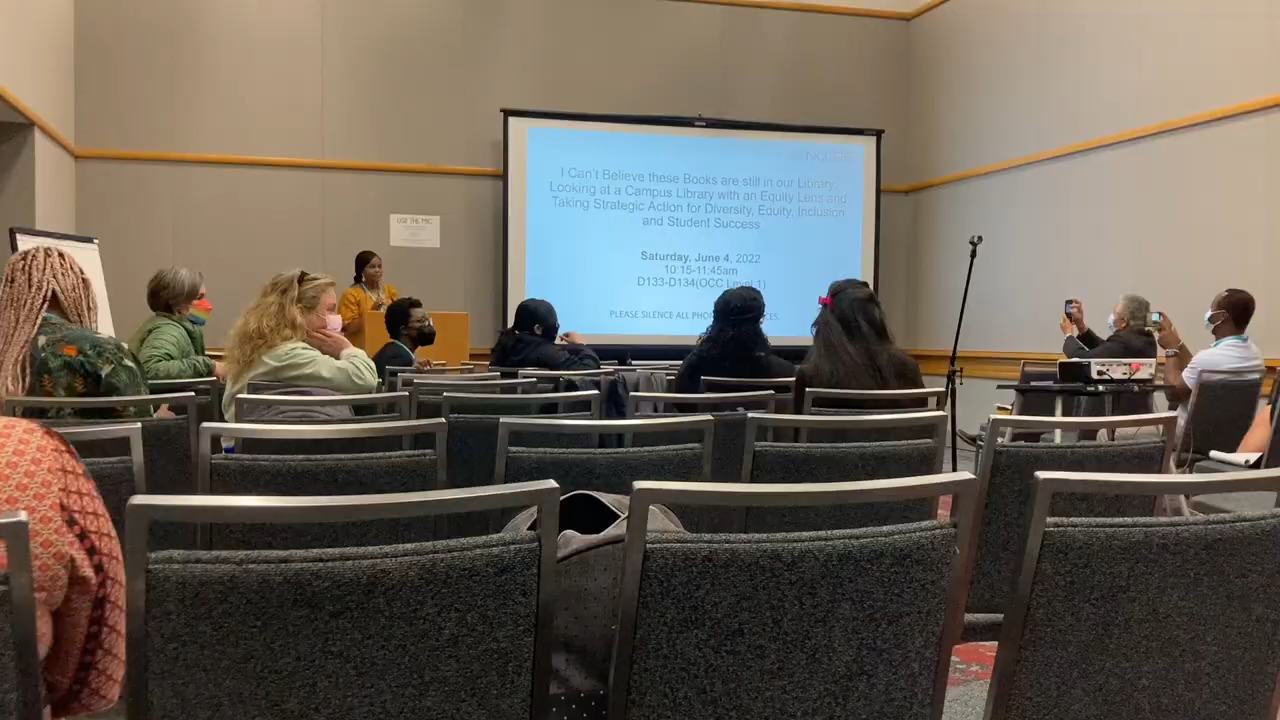 NCORE
I Can't Believe these Books are still in our Library:
Looking at a Campus Library with an Equity Lens and
Taking Strategic Action for Diversity, Equity, Inclusion
and Student Success
Saturday, June 4, 2022
10:15-11:45am
D133-D134(OCC Level 1)
PLEASE SILENCE ALL
USE THE MIC